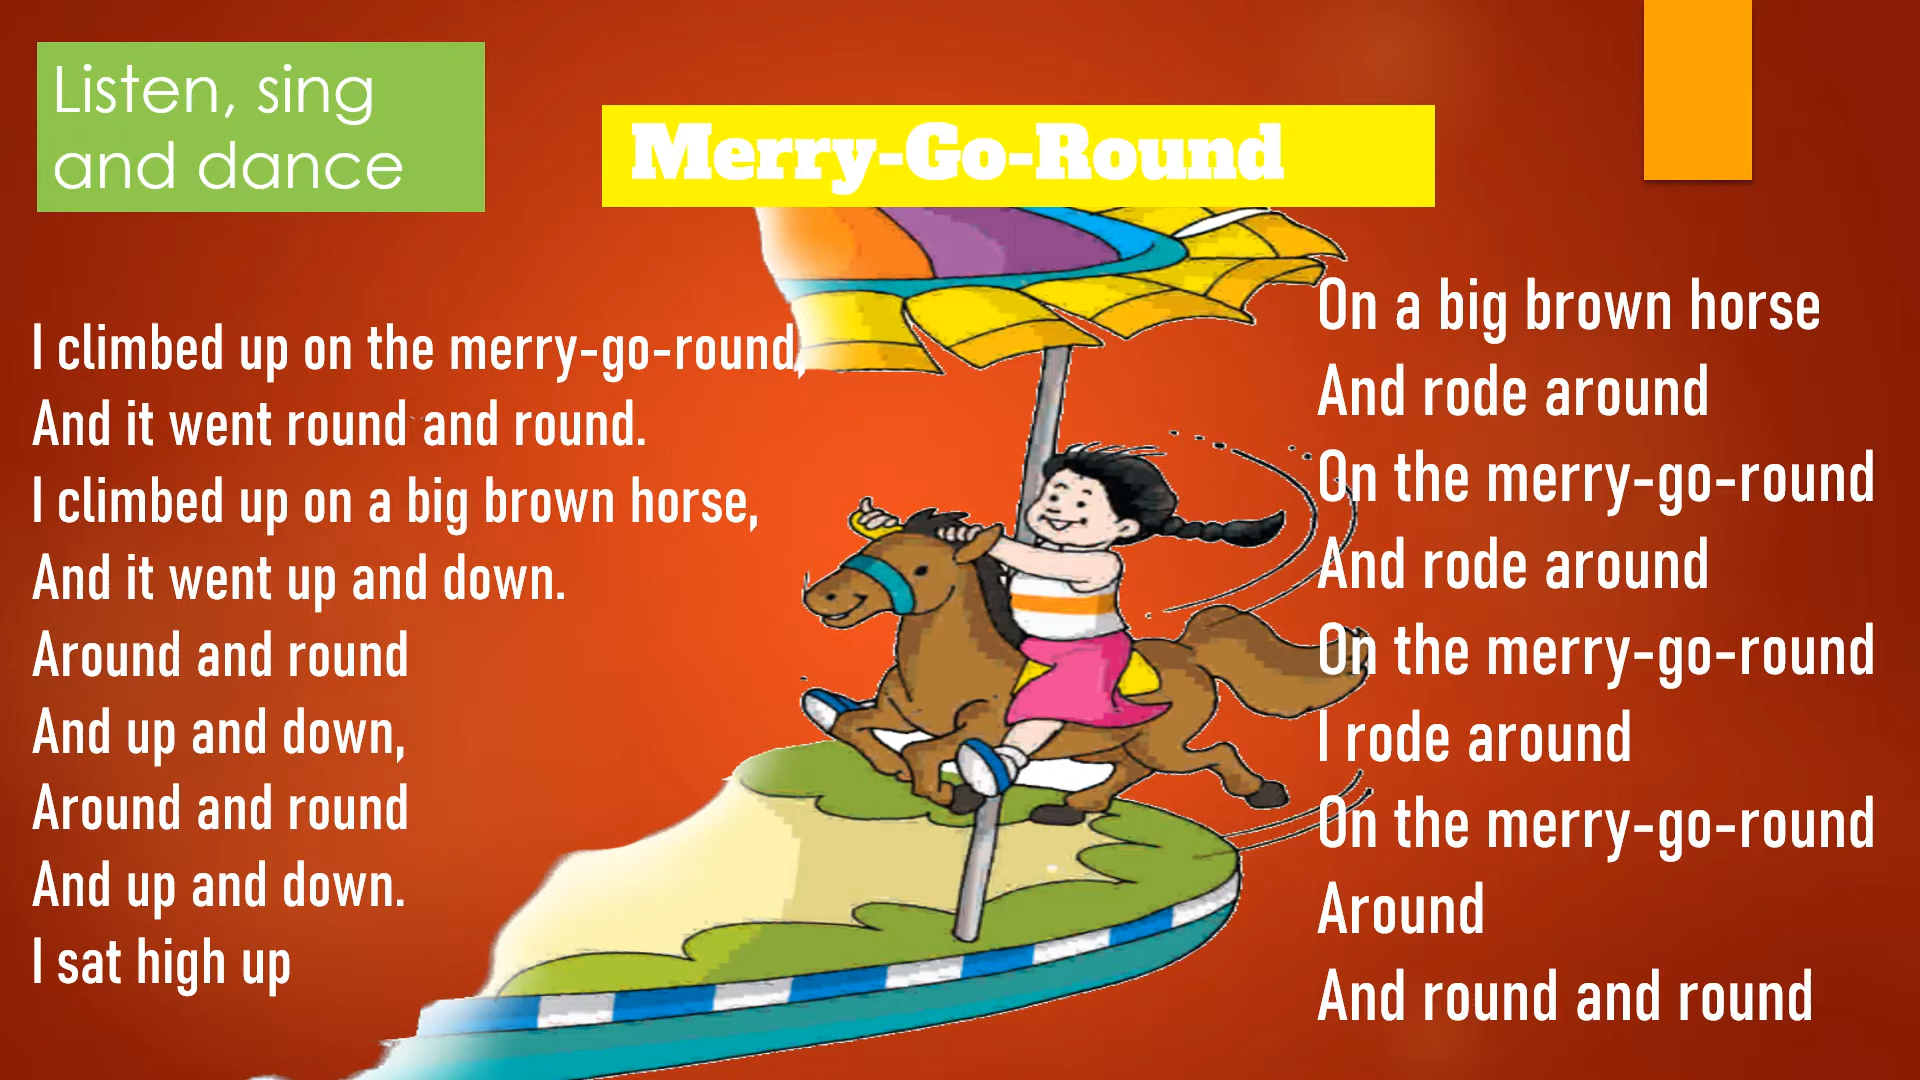 Listen, sing
and dance
Merry-Go-Round
I climbed up on the merry-go-round,
And it went round and round.
I climbed up on a big brown horse,
And it went up and down.
Around and round
And up and down,
Around and round
And up and down.
I sat high up
On a big brown horse
And rode around
On the merry-go-round
And rode around
On the merry-go-round
I rode around
On the merry-go-round
Around
And round and round